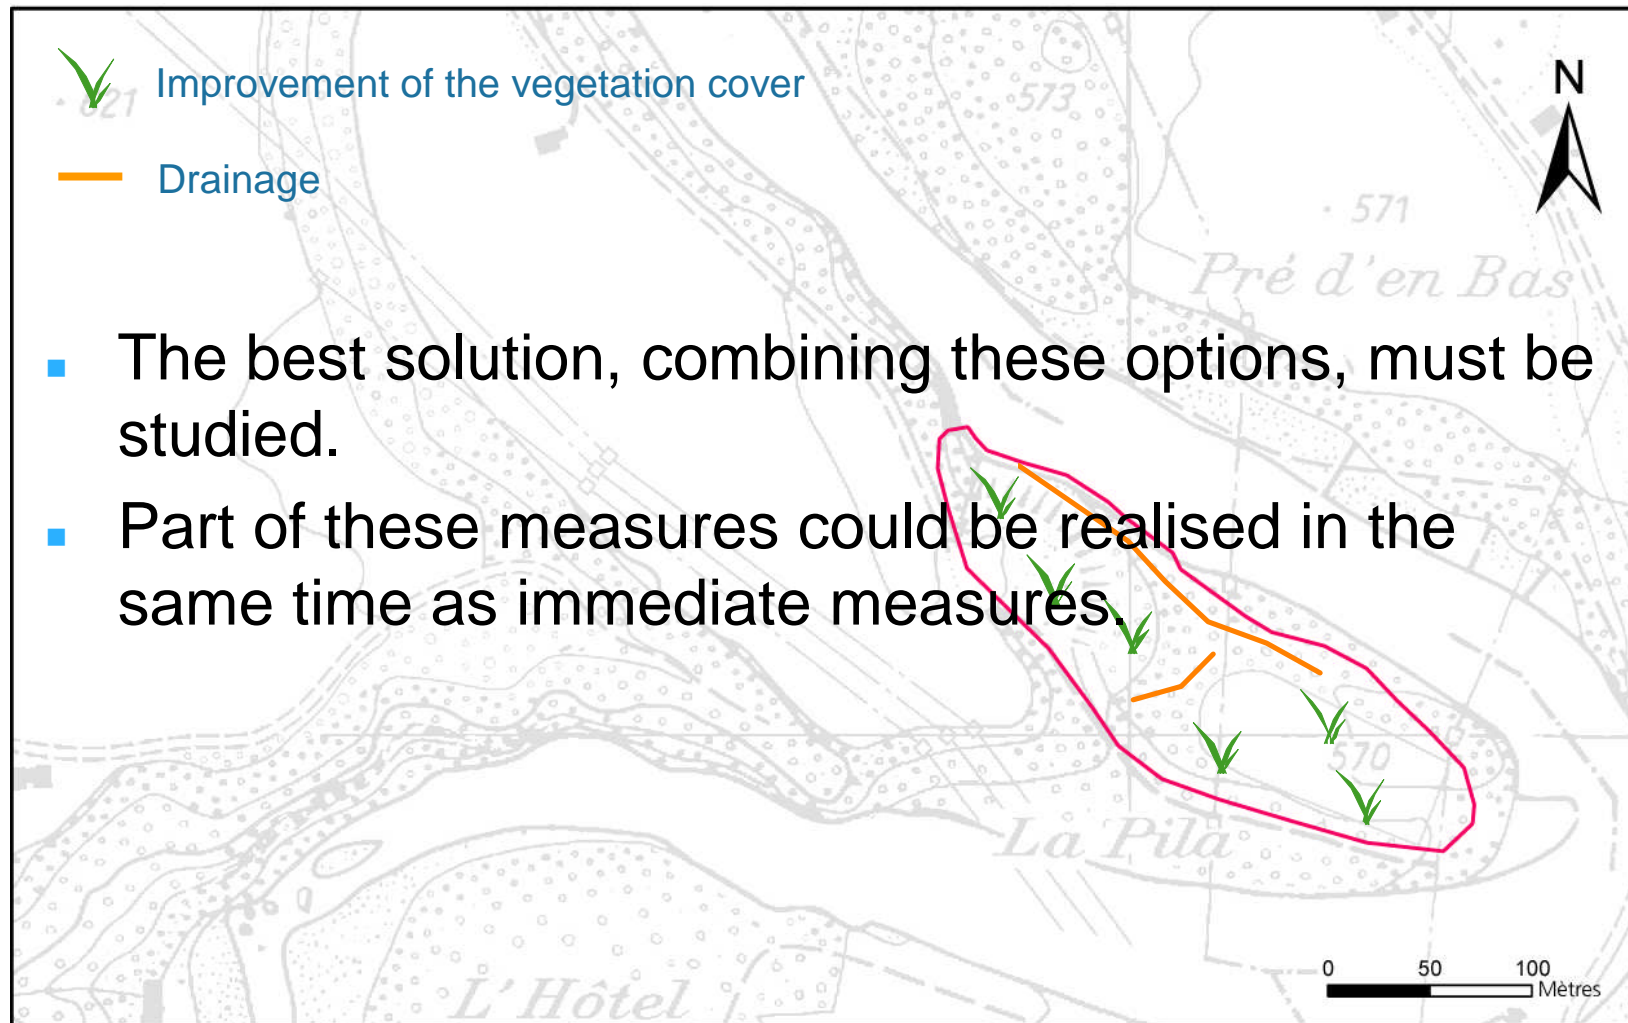 Improvement of the vegetation cover
621
573
N
Drainage
571
Pré d'en Bas
The best solution, combining these options, must be
studied.
Part of these measures could be realised in the
same time as immediate measures.
570
La Pila
0 50 100
Mètres
L'Hôtel